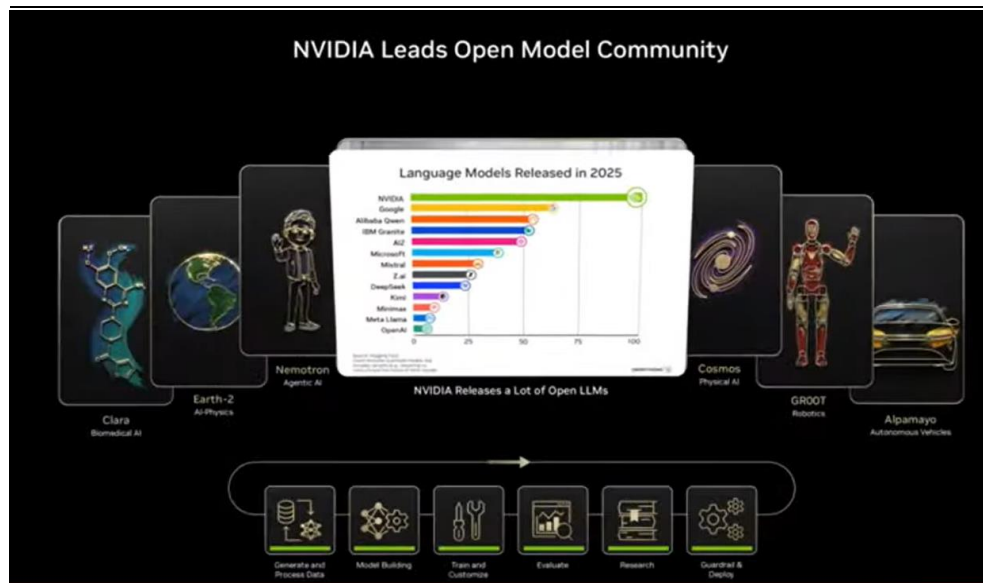 NVIDIA Leads Open Model Community
Language Models Released in 2025
NVIDIA
Google
Alibaba Qwen
IBM Granite
AI2
Microsoft
Mistral
Z.ai
DeepSeek
Kimi
Minimax
Meta Llama
OpenAI
0 25 50 75 100
NVIDIA Releases a Lot of Open LLMs
Clara
Biomedical AI
Earth-2
AI-Physics
Nemotron
Agentic AI
Cosmos
Physical AI
GR00T
Robotics
Alpamayo
Autonomous Vehicles
Generate and
Process Data
Model Building
Train and
Customize
Evaluate
Research
Guardrail &
Deploy